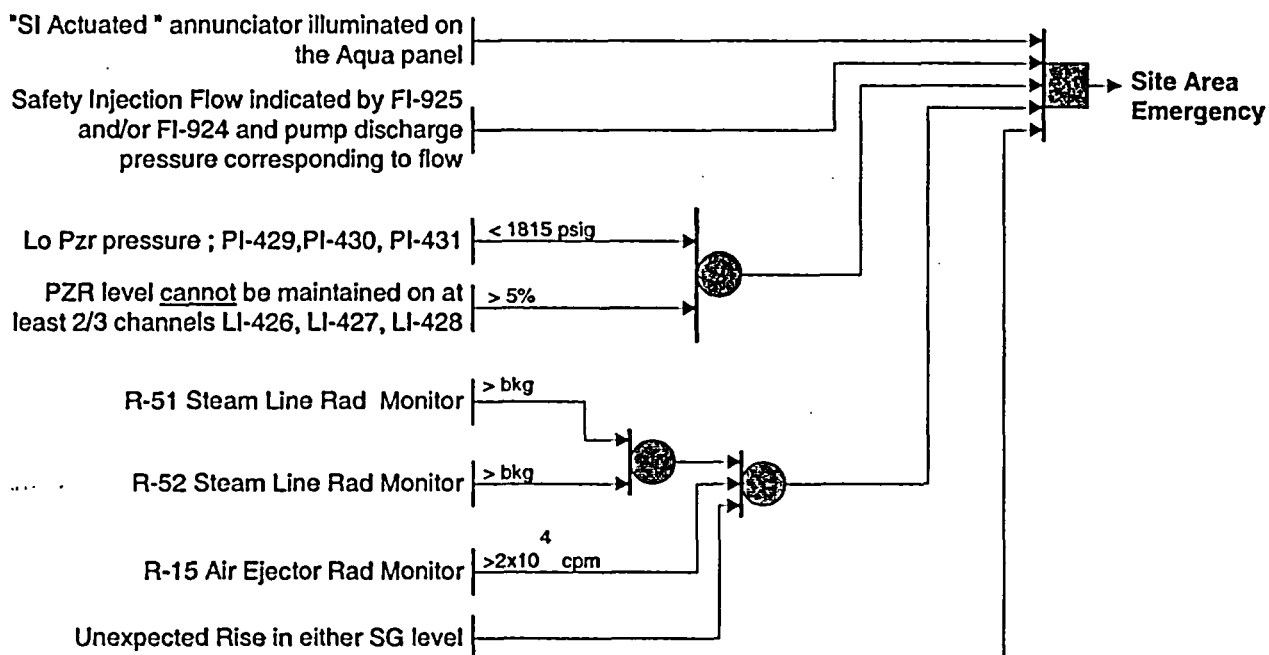 "SI Actuated " annunciator illuminated on
the Aqua panel
Site Area
Emergency
Safety Injection Flow indicated by FI-925
and/or FI-924 and pump discharge
pressure corresponding to flow
Lo Pzr pressure ; PI-429,PI-430, PI-431
< 1815 psig
PZR level cannot be maintained on at
least 2/3 channels LI-426, LI-427, LI-428
> 5%
R-51 Steam Line Rad Monitor
> bkg
R-52 Steam Line Rad Monitor
> bkg
R-15 Air Ejector Rad Monitor
>2x10 4 cpm
Unexpected Rise in either SG level